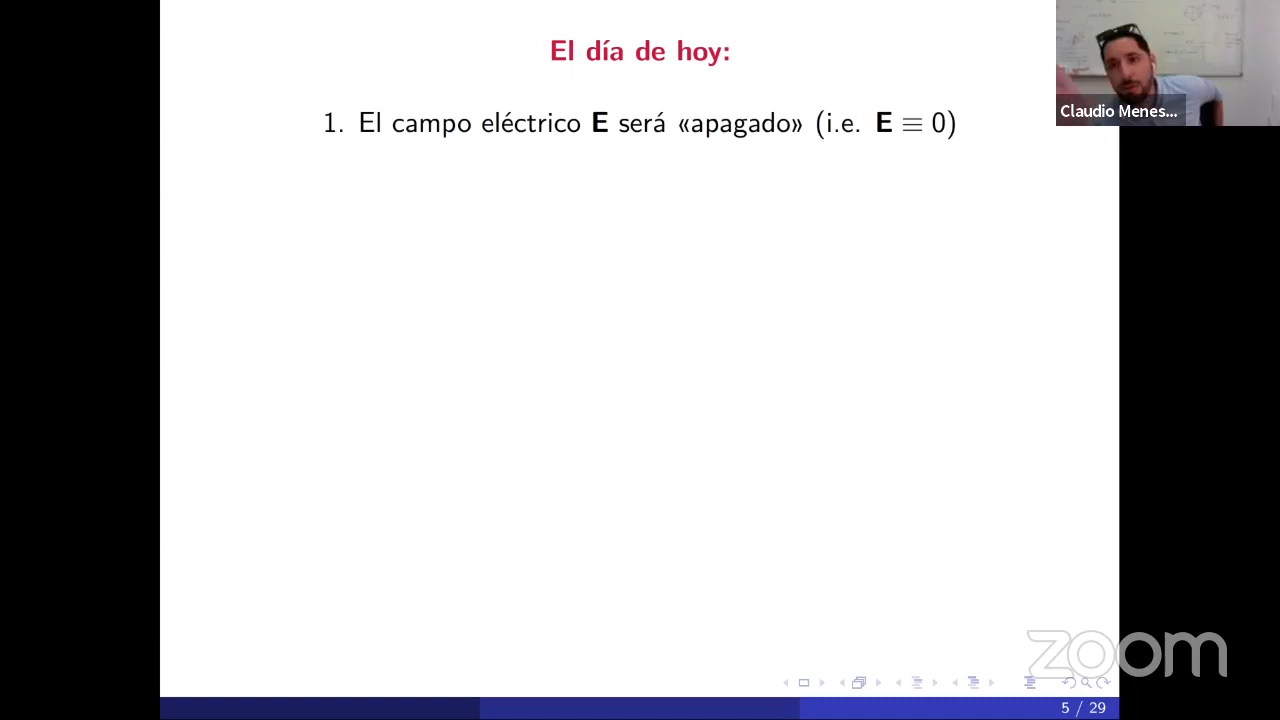 El día de hoy:
1. El campo eléctrico E será «apagado» (i.e. E ≡ 0)
Claudio Menes...
zoom
5 / 29